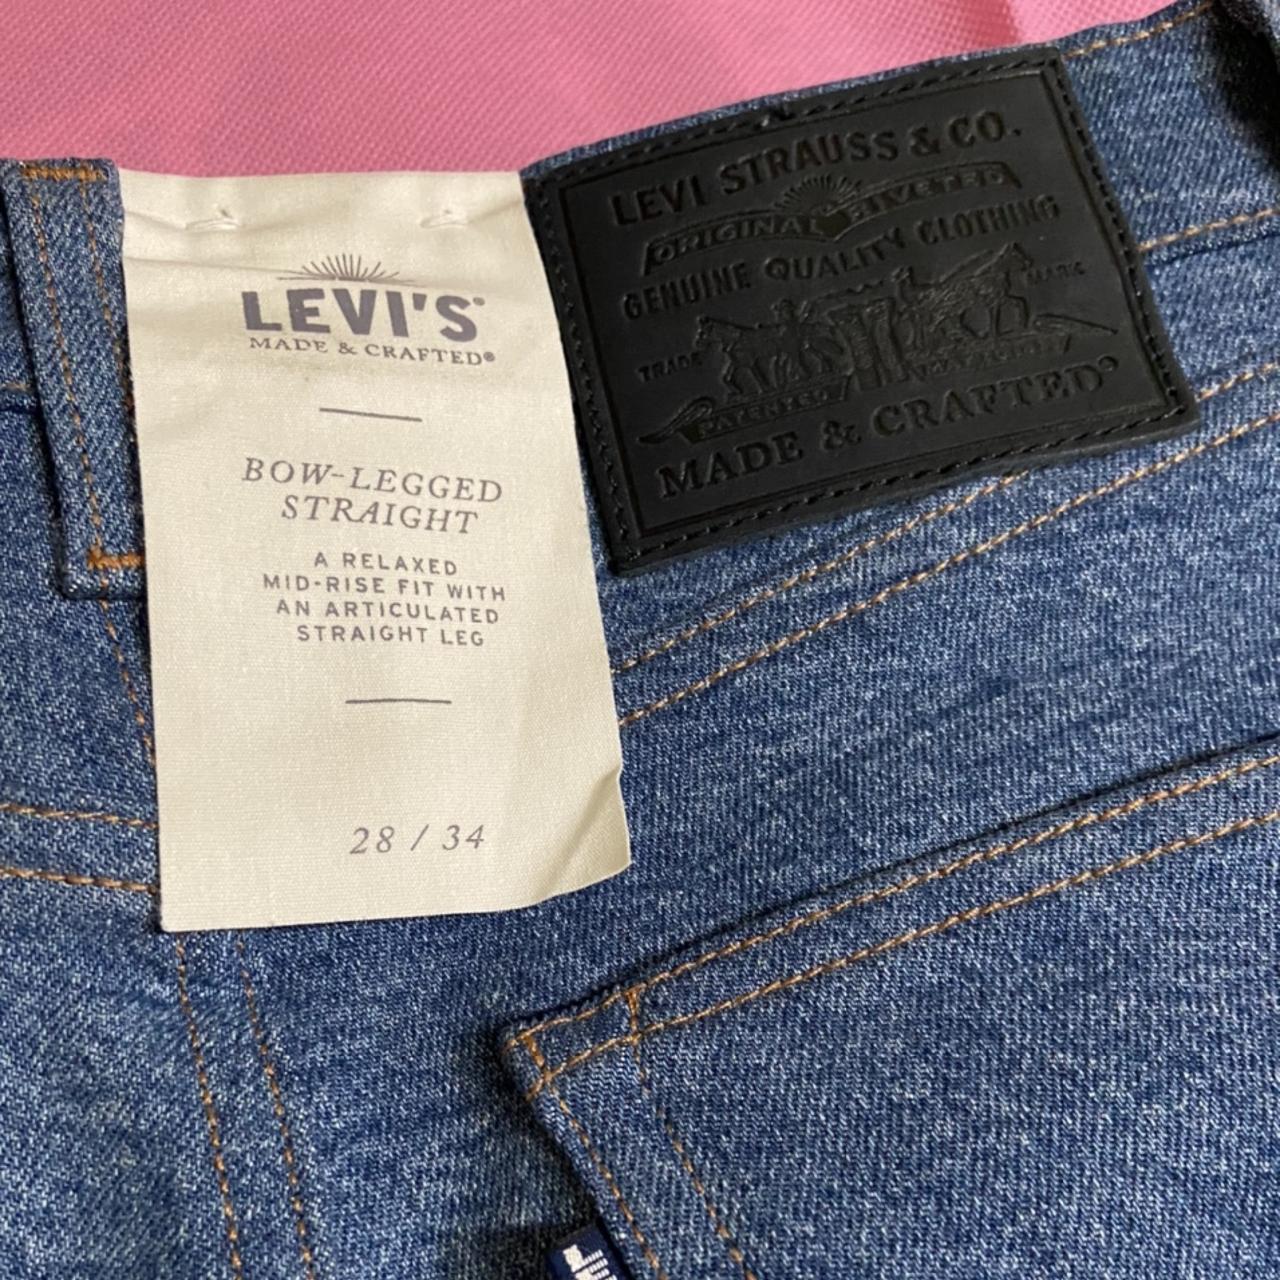 LEVI'S®
MADE & CRAFTED®
BOW-LEGGED
STRAIGHT
A RELAXED
MID-RISE FIT WITH
AN ARTICULATED
STRAIGHT LEG
28 / 34
LEVI STRAUSS & CO.
ORIGINAL RIVETED
GENUINE QUALITY CLOTHING
TRADE MARK
PATENTED
MADE & CRAFTED®